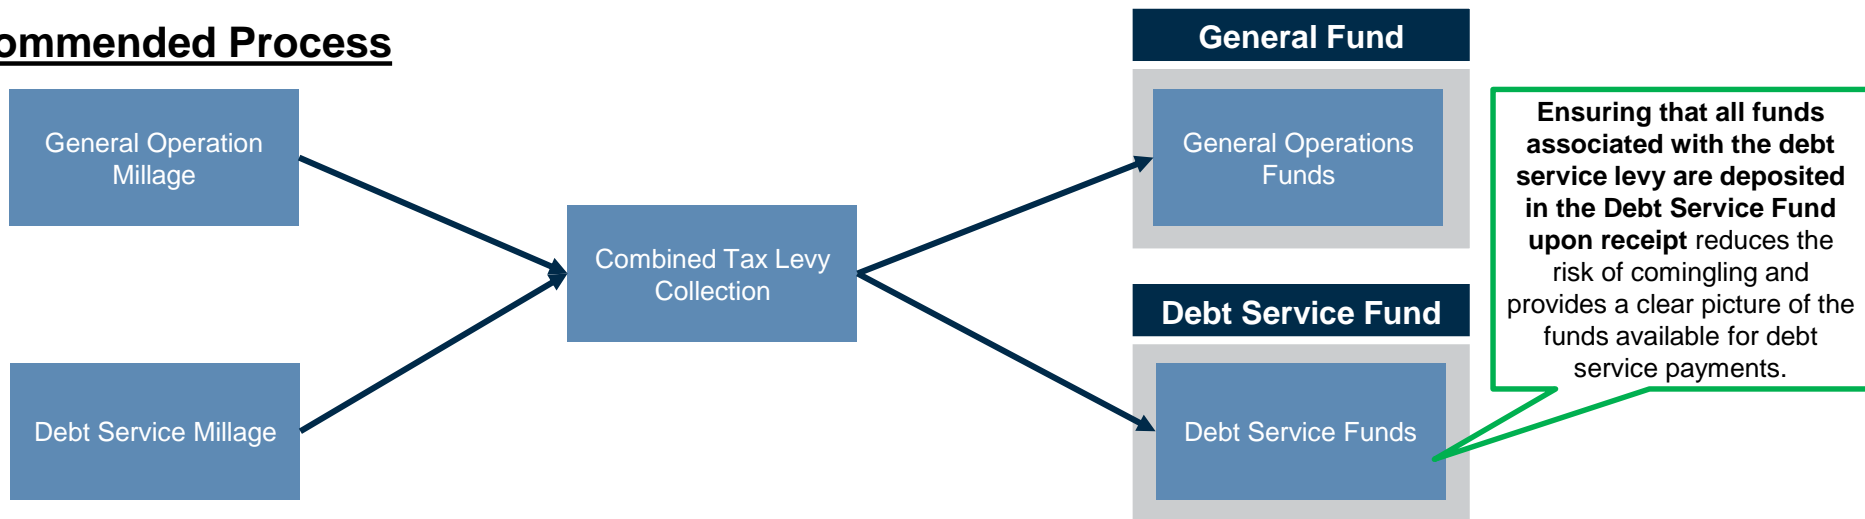 ommended Process
General Operation
Millage
Debt Service Millage
Combined Tax Levy
Collection
General Fund
General Operations
Funds
Debt Service Fund
Debt Service Funds
Ensuring that all funds
associated with the debt
service levy are deposited
in the Debt Service Fund
upon receipt reduces the
risk of comingling and
provides a clear picture of the
funds available for debt
service payments.